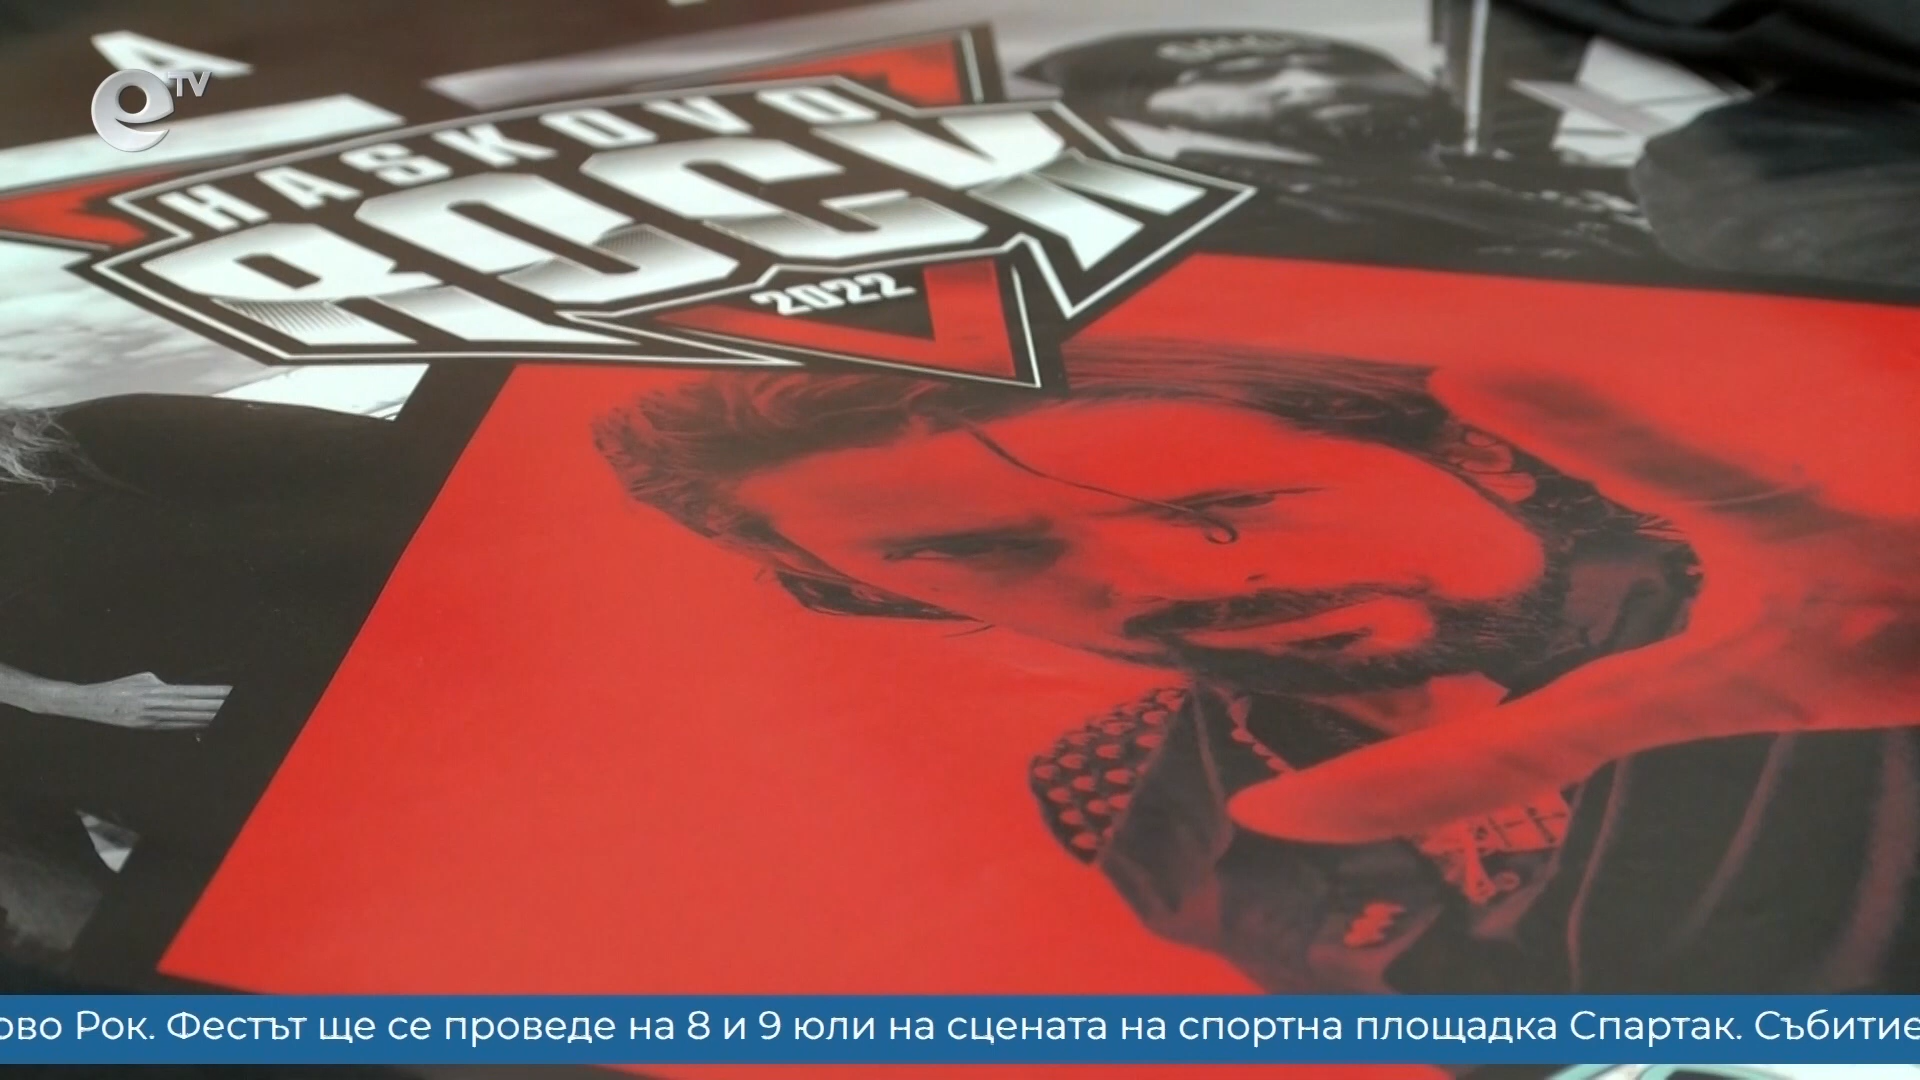 A
eTV
HASKOVO
ROCK
2022
ово Рок. Фестът ще се проведе на 8 и 9 юли на сцената на спортна площадка Спартак. Събитие